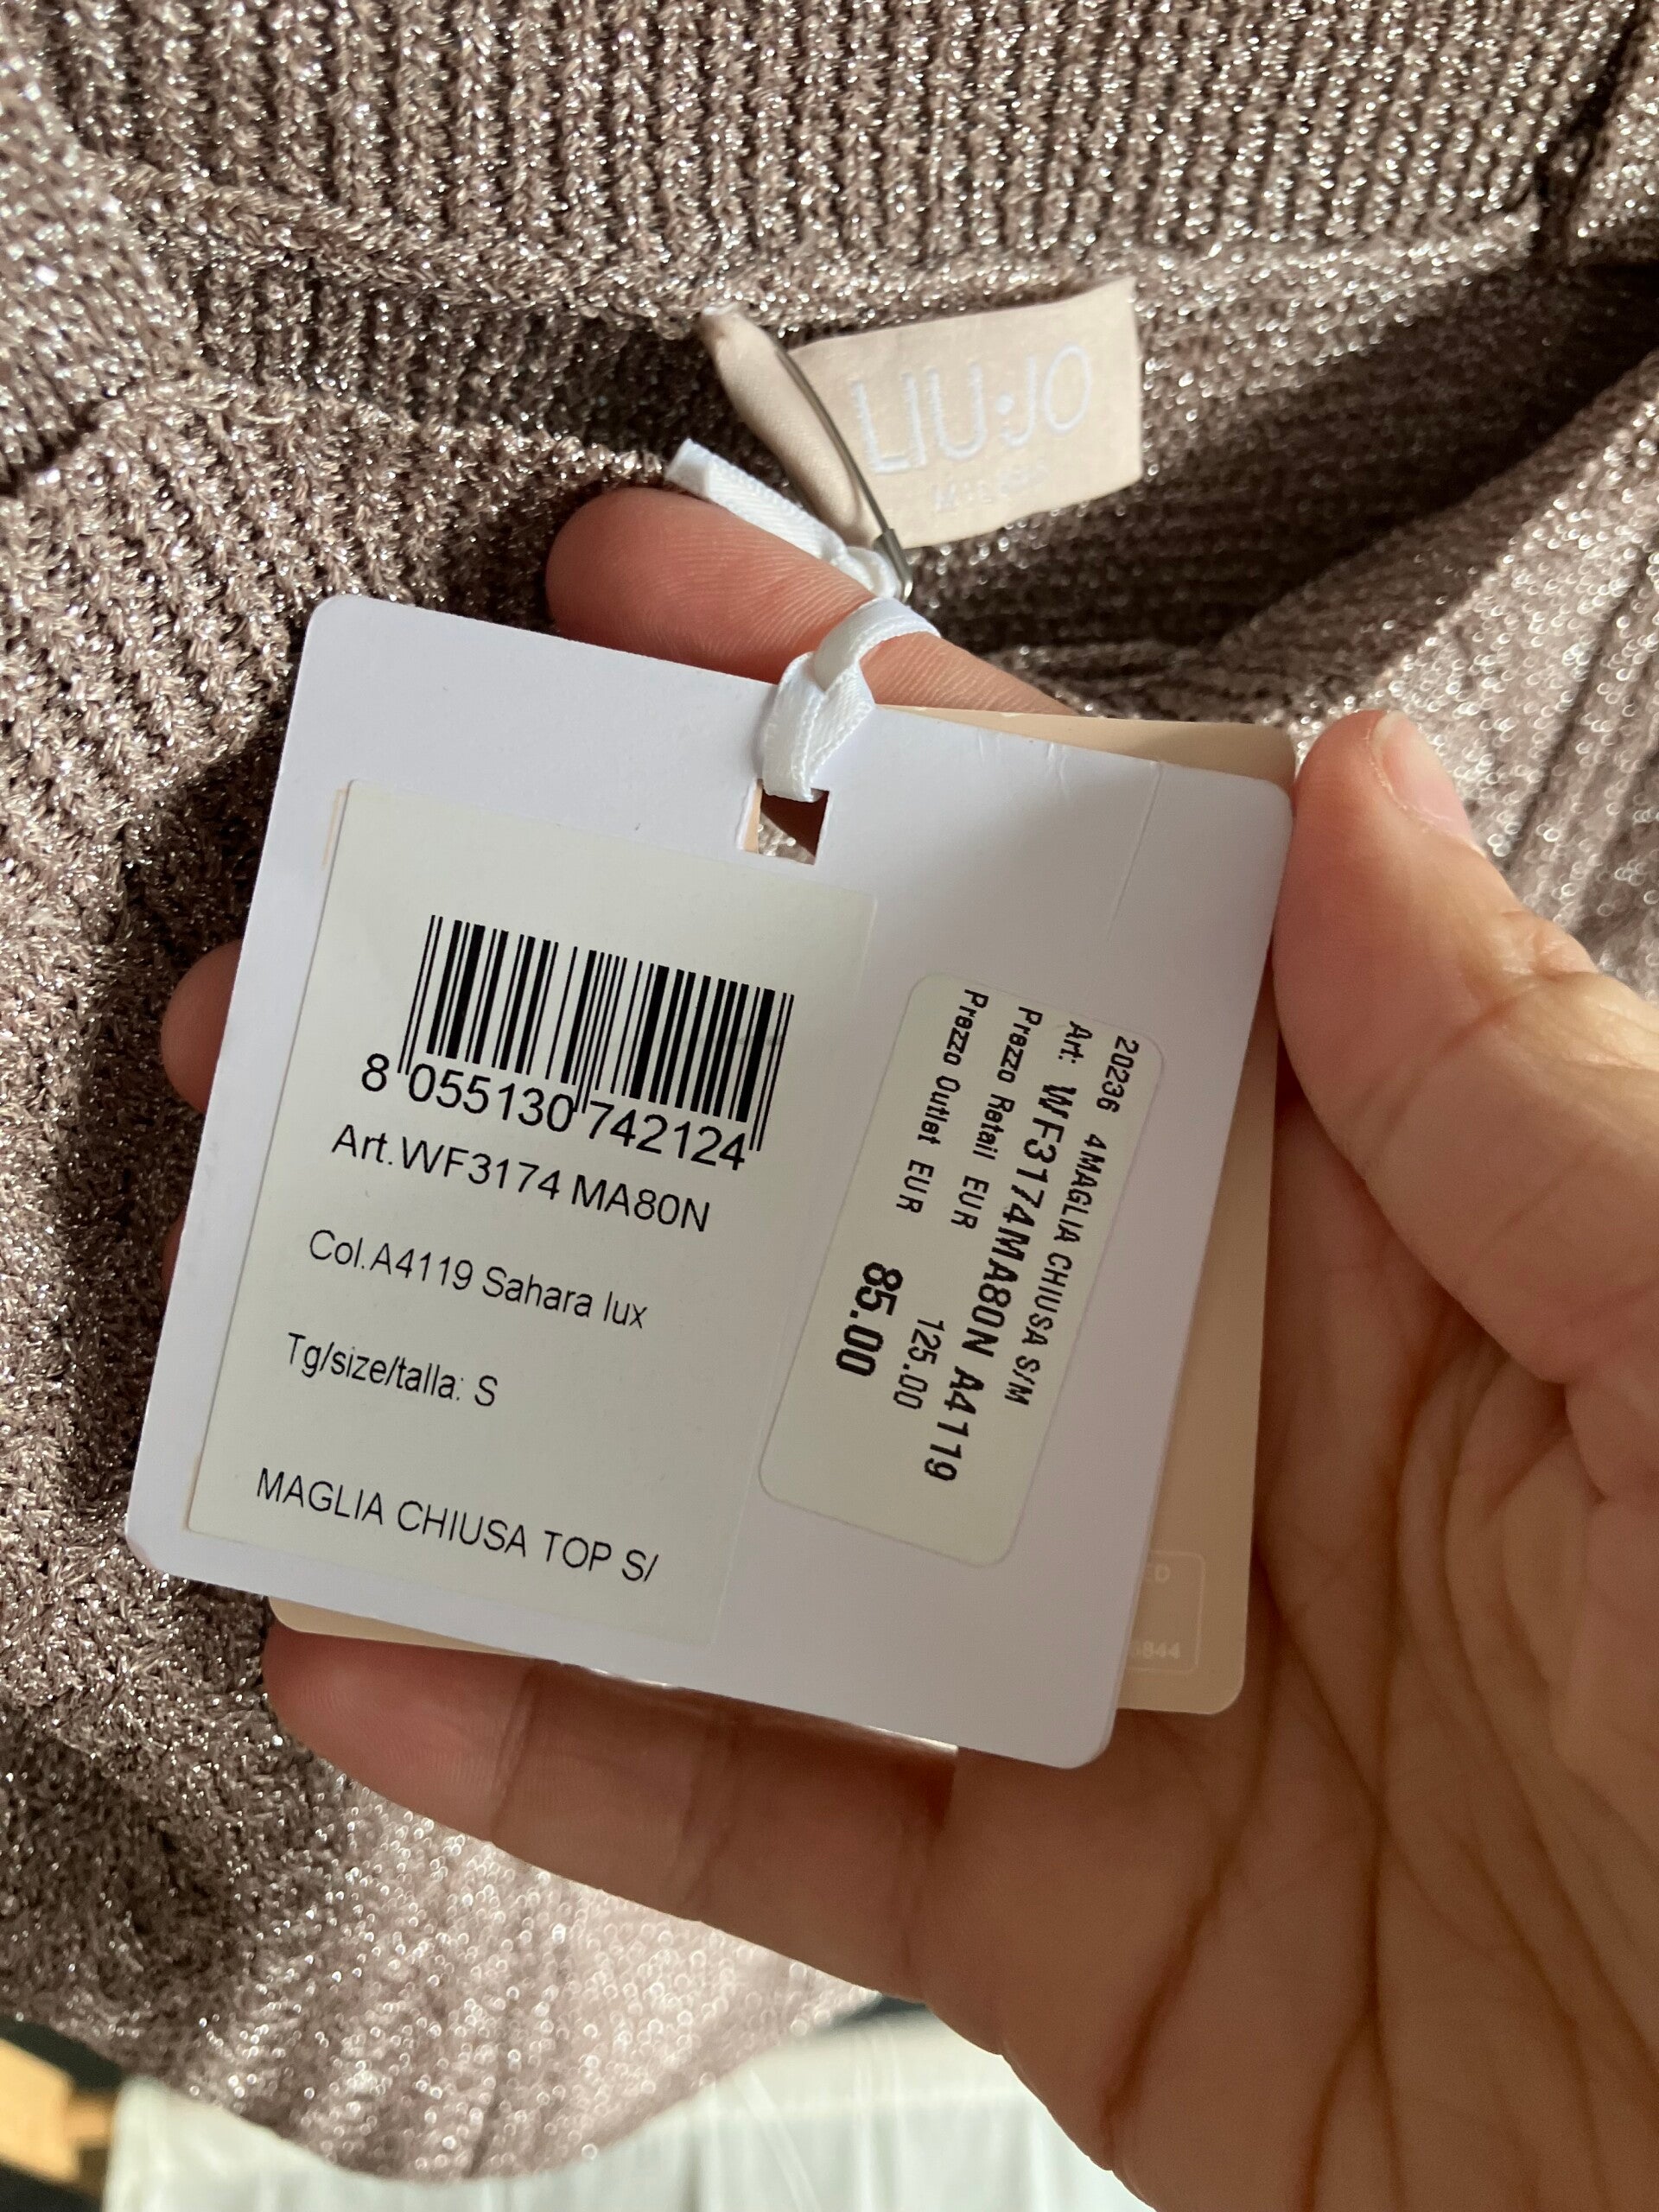 LIU•JO
8 055130 742124
Art.WF3174 MA80N
Col.A4119 Sahara lux
Tg/size/talla: S
MAGLIA CHIUSA TOP S/
20236 4MAGLIA CHIUSA S/M
Art: WF3174MA80N A4119
Prezzo Retail EUR 125.00
Prezzo Outlet EUR 85.00